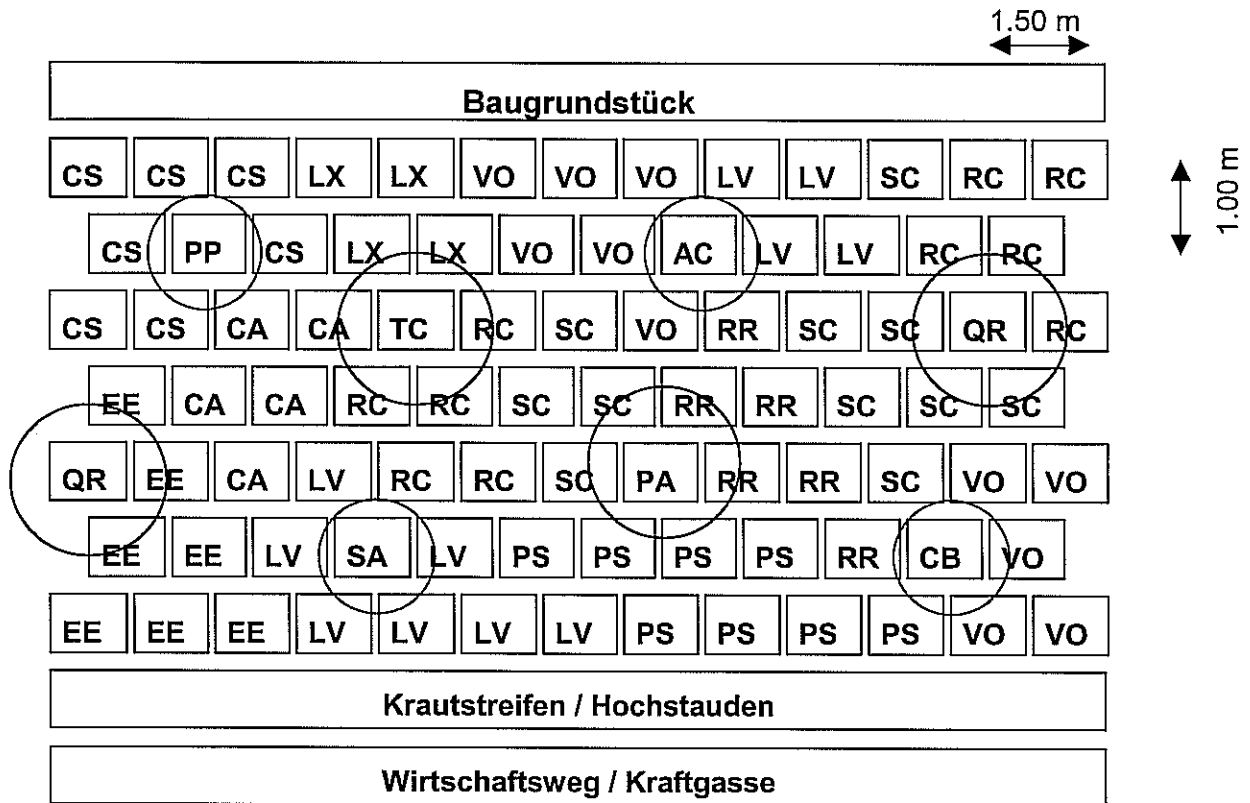 1.50 m
Baugrundstück
1.00 m
CS CS CS LX LX VO VO VO LV LV SC RC RC
CS PP CS LX LX VO VO AC LV LV RC RC
CS CS CA CA TC RC SC VO RR SC SC QR RC
EE CA CA RC RC SC SC RR RR SC SC SC
QR EE CA LV RC RC SC PA RR RR SC VO VO
EE EE LV SA LV PS PS PS PS RR CB VO
EE EE EE LV LV LV LV PS PS PS PS VO VO
Krautstreifen / Hochstauden
Wirtschaftsweg / Kraftgasse